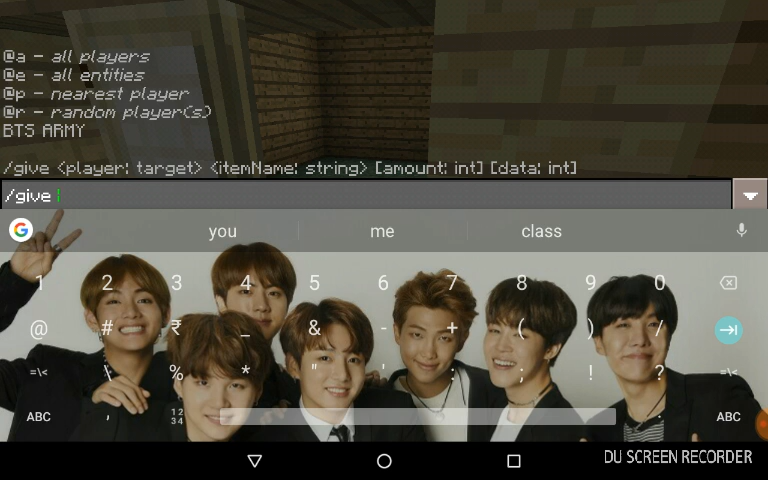 @a - all players
@e - all entities
@p - nearest player
@r - random player(s)
BTS ARMY
/give <player: target> <itemName: string> [amount: int] [data: int]
/give
G you me class
1 2 3 4 5 6 7 8 9 0
@ # ₹ _ & - + ( ) /
=\< \ % * " ' : ; ! ? =\<
ABC , 12 34 . ABC
DU SCREEN RECORDER